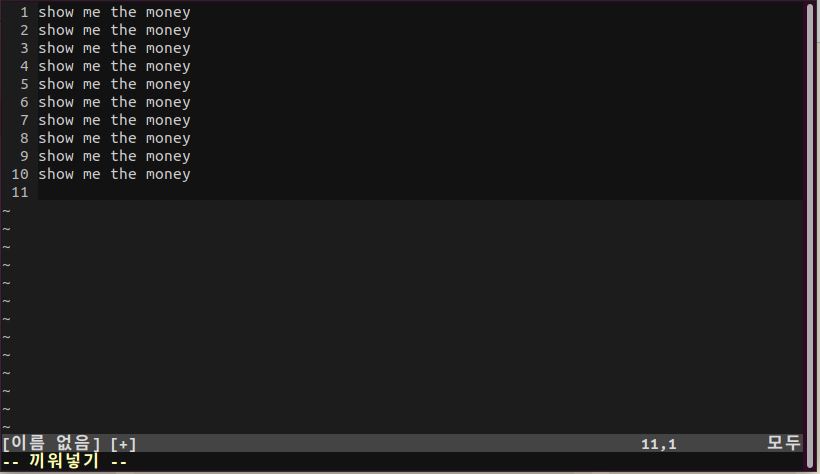 1 show me the money
2 show me the money
3 show me the money
4 show me the money
5 show me the money
6 show me the money
7 show me the money
8 show me the money
9 show me the money
10 show me the money
11
~
~
~
~
~
~
~
~
~
~
~
~
~
[이름 없음] [+] 11,1 모두
-- 끼워넣기 --